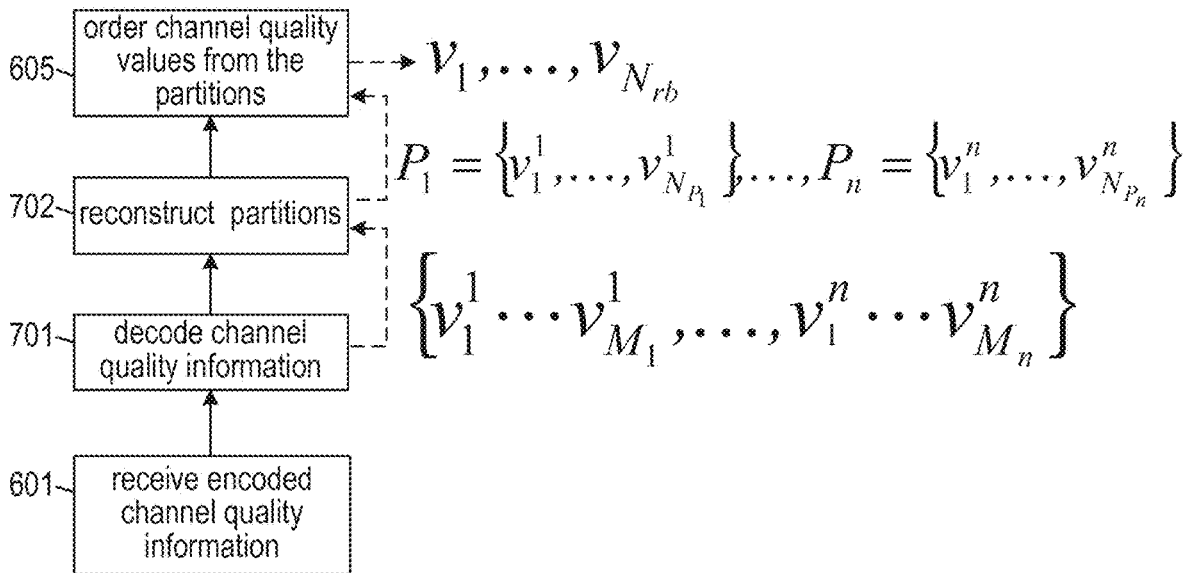 605
order channel quality
values from the
partitions
v_1,...,v_{N_{rb}}
P_1 = {v_1^1,...,v_{N_{P_1}}^1},...,P_n = {v_1^n,...,v_{N_{P_n}}^n}
702
reconstruct partitions
{v_1^1 ··· v_{M_1}^1,...,v_1^n ··· v_{M_n}^n}
701
decode channel
quality information
601
receive encoded
channel quality
information